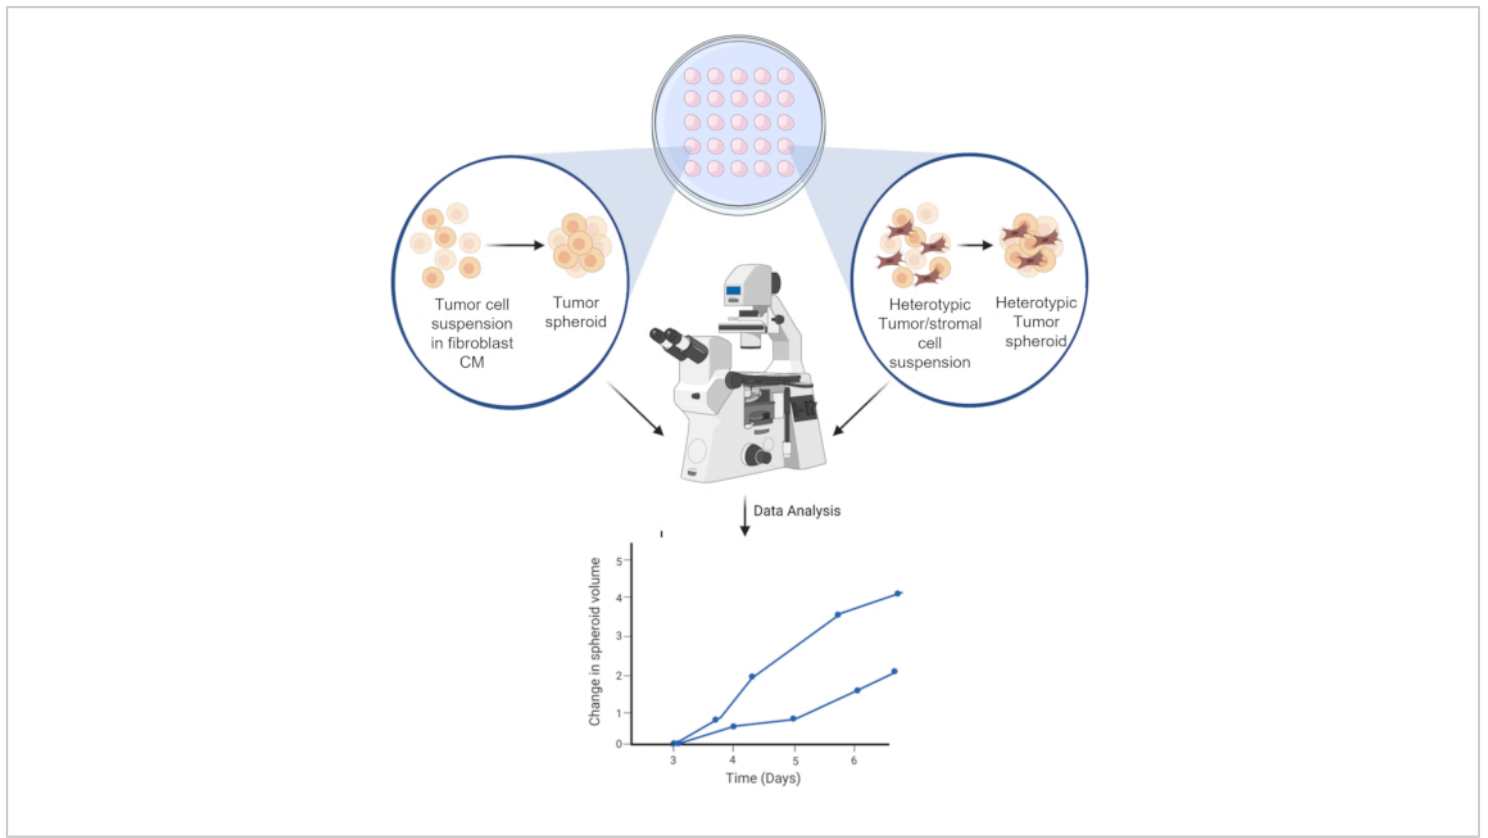 Tumor cell
suspension
in fibroblast
CM
Tumor
spheroid
Heterotypic
Tumor/stromal
cell
suspension
Heterotypic
Tumor
spheroid
Data Analysis
Change in spheroid volume
5
4
3
2
1
0
3
4
5
6
Time (Days)